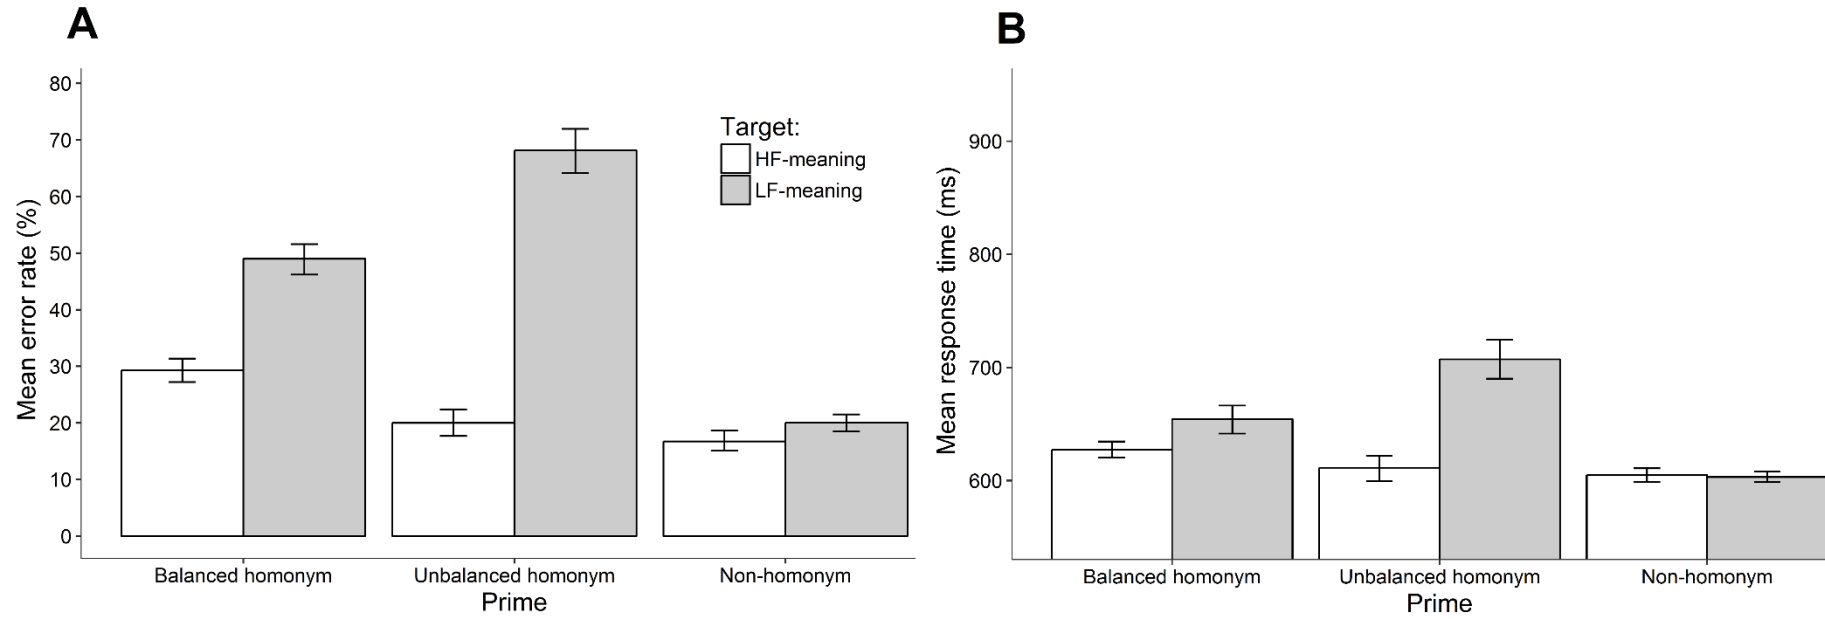 A
Mean error rate (%)
80
70
60
50
40
30
20
10
0
Target:
HF-meaning
LF-meaning
Balanced homonym
Unbalanced homonym
Non-homonym
Prime
B
Mean response time (ms)
900
800
700
600
Balanced homonym
Unbalanced homonym
Non-homonym
Prime